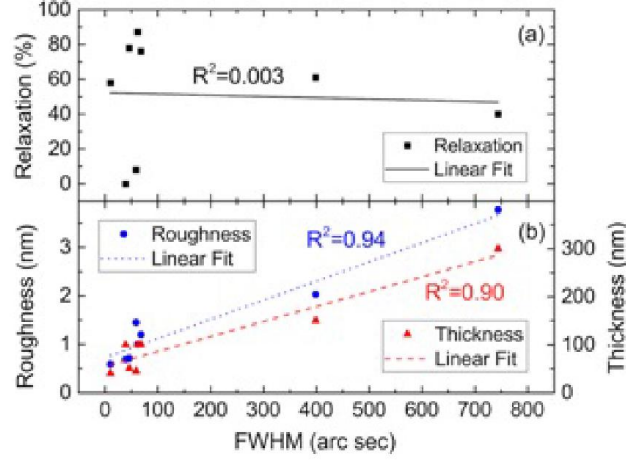 100
80
60
40
20
0
Relaxation (%)
(a)
R²=0.003
Relaxation
Linear Fit
3
2
1
0
Roughness (nm)
Roughness
Linear Fit
R²=0.94
(b)
R²=0.90
Thickness
Linear Fit
300
200
100
0
Thickness (nm)
0 100 200 300 400 500 600 700 800
FWHM (arc sec)